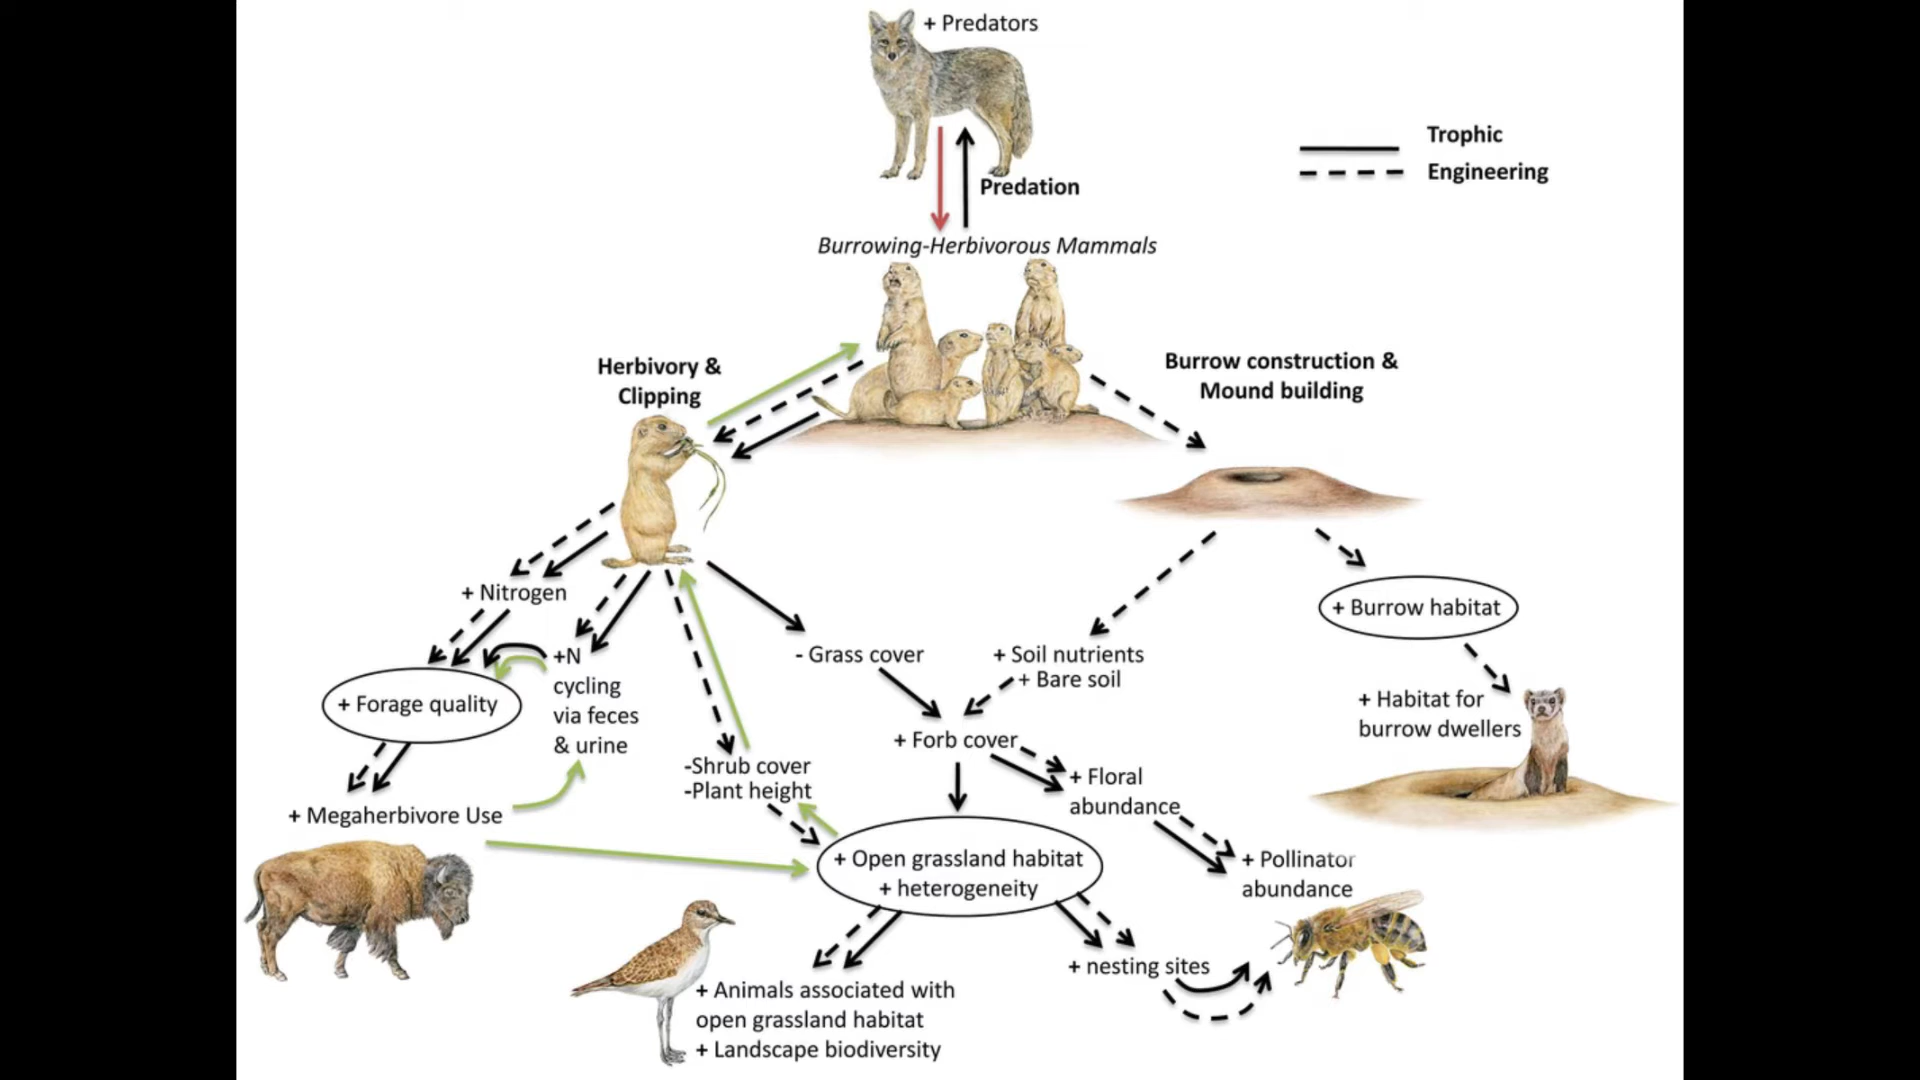 + Predators
Trophic
Engineering
Predation
Burrowing-Herbivorous Mammals
Herbivory &
Clipping
Burrow construction &
Mound building
+ Nitrogen
+ Burrow habitat
+N
cycling
via feces
& urine
- Grass cover
+ Soil nutrients
+ Bare soil
+ Forage quality
+ Habitat for
burrow dwellers
+ Forb cover
-Shrub cover
-Plant height
+ Floral
abundance
+ Megaherbivore Use
+ Open grassland habitat
+ heterogeneity
+ Pollinator
abundance
+ nesting sites
+ Animals associated with
open grassland habitat
+ Landscape biodiversity